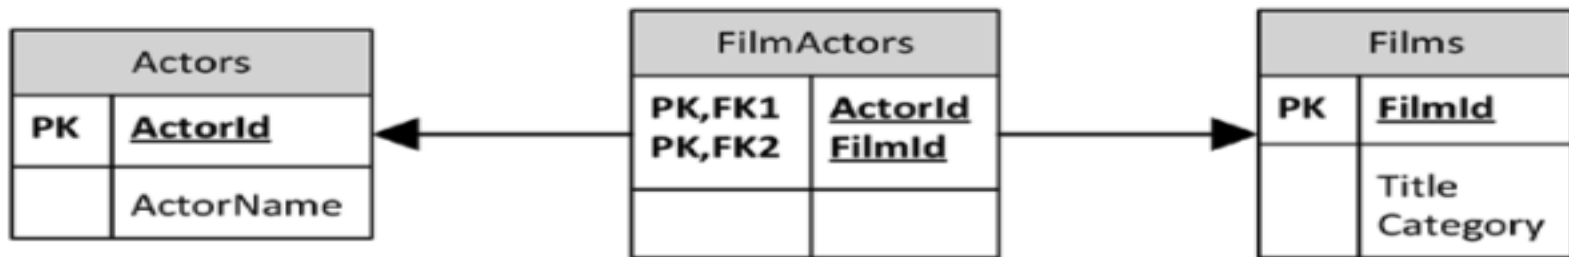 Actors
PK ActorId
ActorName
FilmActors
PK,FK1 ActorId
PK,FK2 FilmId
Films
PK FilmId
Title
Category